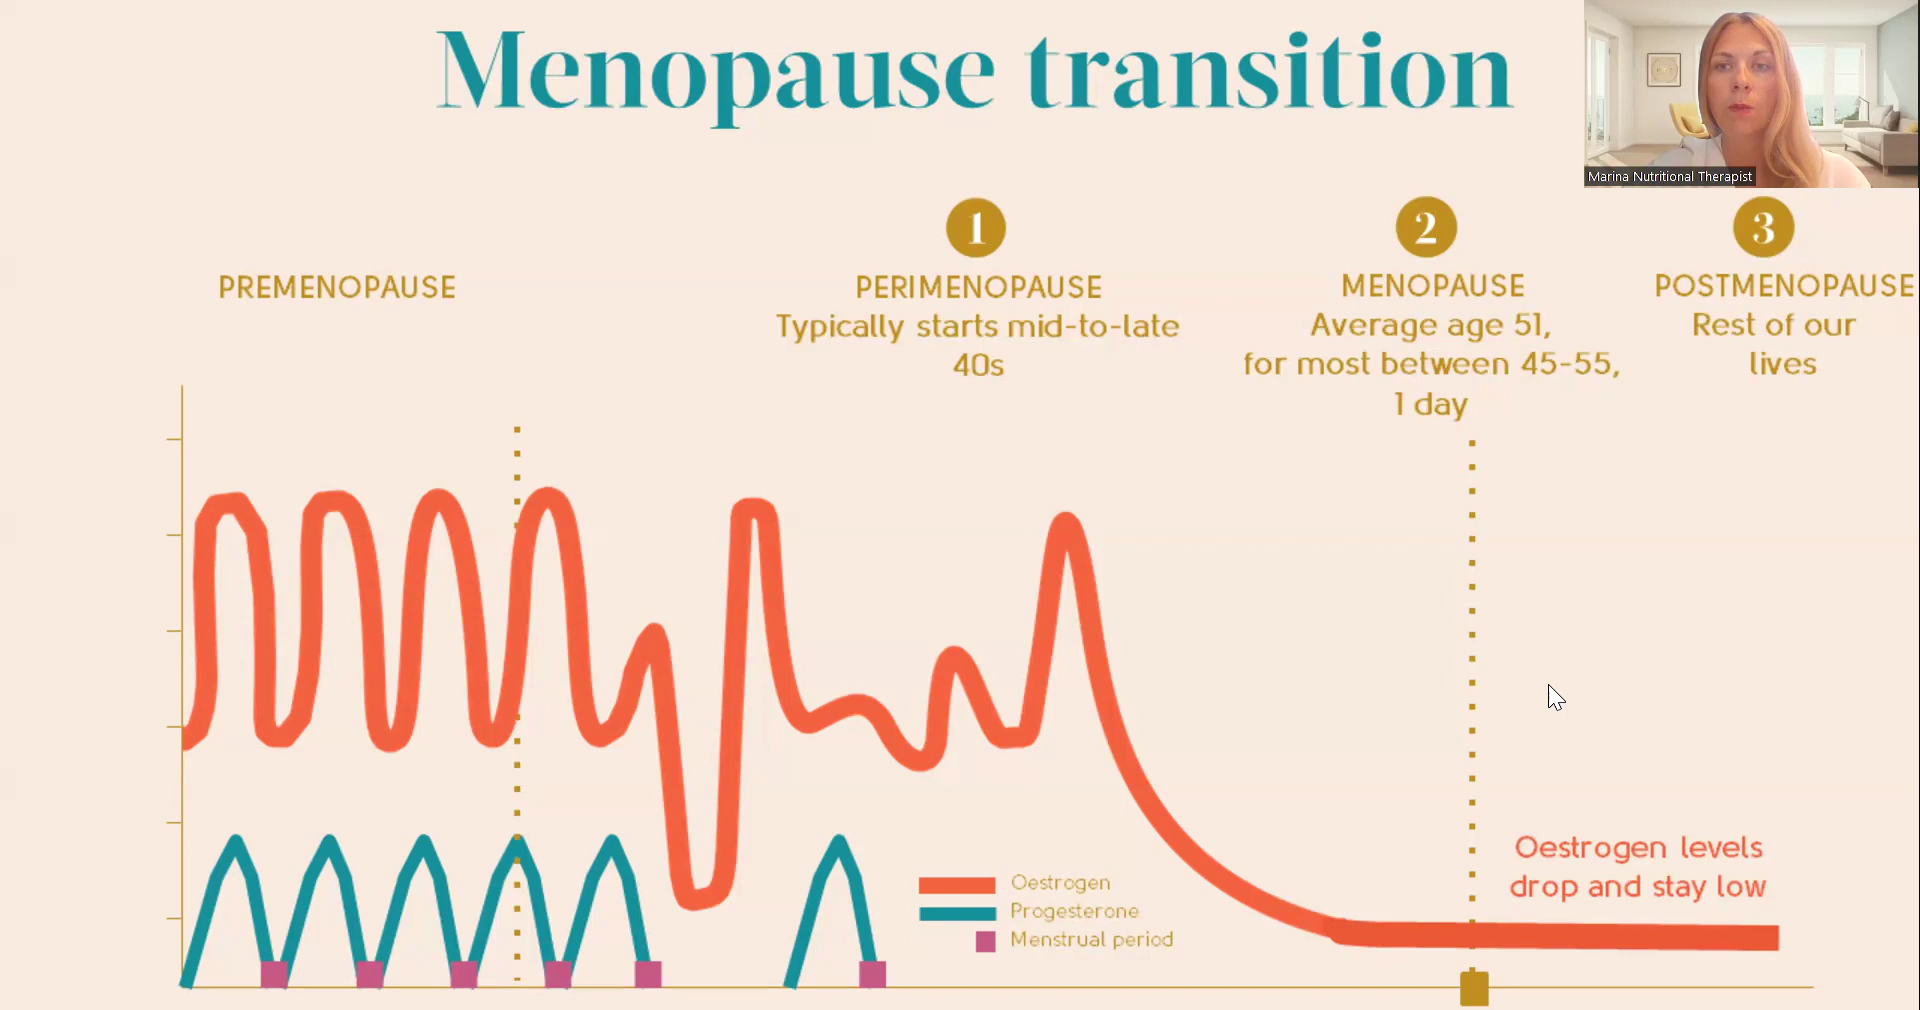 Menopause transition
Marina Nutritional Therapist
1
2
3
PREMENOPAUSE
PERIMENOPAUSE
Typically starts mid-to-late
40s
MENOPAUSE
Average age 51,
for most between 45-55,
1 day
POSTMENOPAUSE
Rest of our
lives
Oestrogen
Progesterone
Menstrual period
Oestrogen levels
drop and stay low